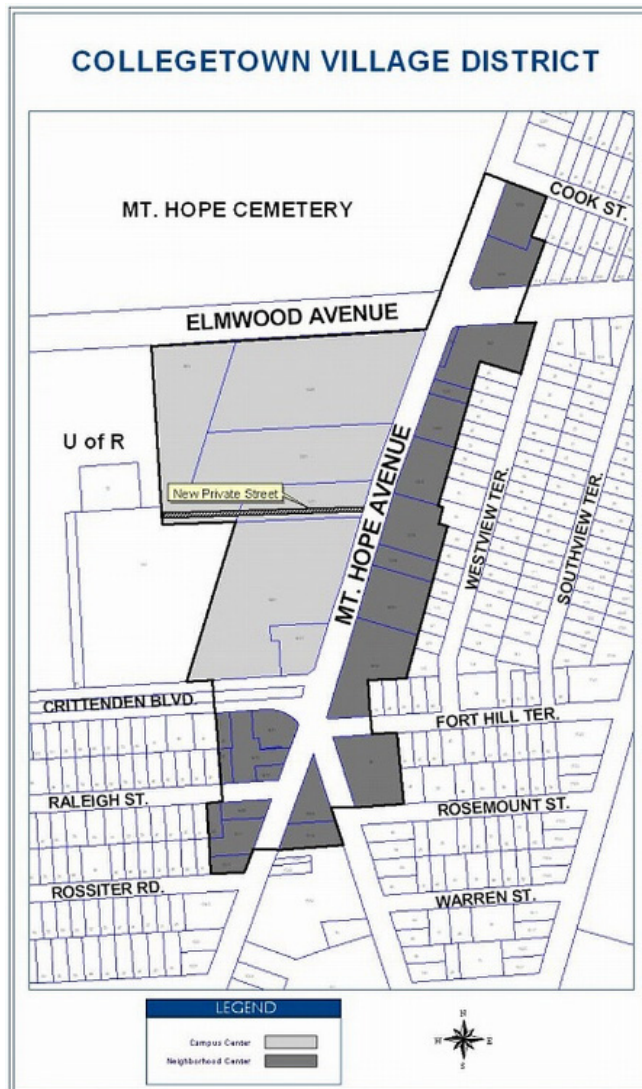 COLLEGETOWN VILLAGE DISTRICT
MT. HOPE CEMETERY
COOK ST.
ELMWOOD AVENUE
U of R
New Private Street
MT. HOPE AVENUE
WESTVIEW TER.
SOUTHVIEW TER.
CRITTENDEN BLVD.
FORT HILL TER.
RALEIGH ST.
ROSEMOUNT ST.
ROSSITER RD.
WARREN ST.
LEGEND
Campus Center
Neighborhood Center
N
E
S